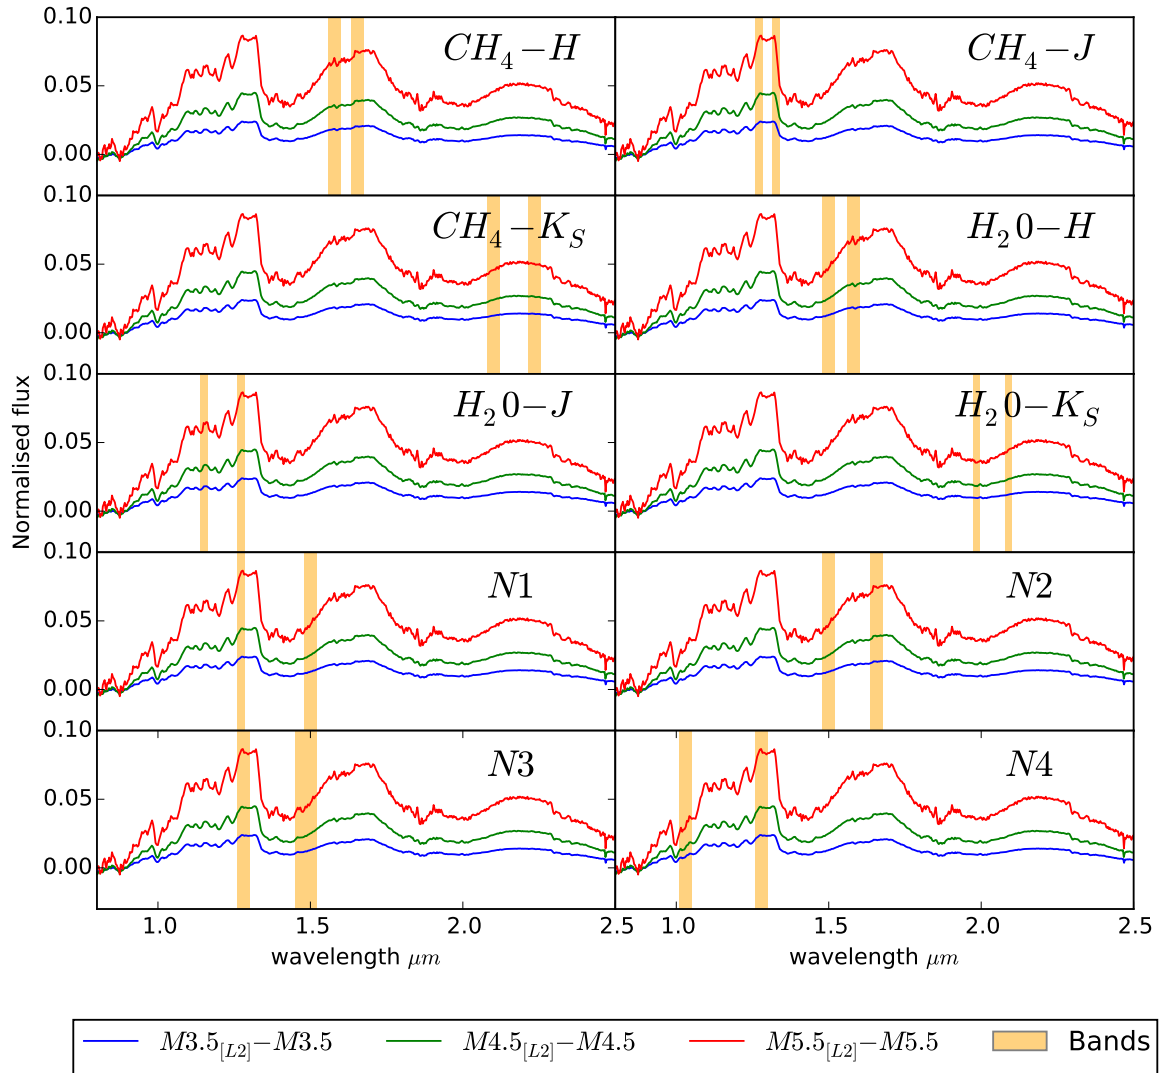 0.10
0.05
0.00
CH4−H
CH4−J
0.10
0.05
0.00
CH4−KS
H20−H
0.10
0.05
0.00
H20−J
H20−KS
0.10
0.05
0.00
N1
N2
0.10
0.05
0.00
N3
N4
Normalised flux
1.0 1.5 2.0 2.5 1.0 1.5 2.0 2.5
wavelength μm wavelength μm
M3.5[L2]−M3.5 M4.5[L2]−M4.5 M5.5[L2]−M5.5 Bands